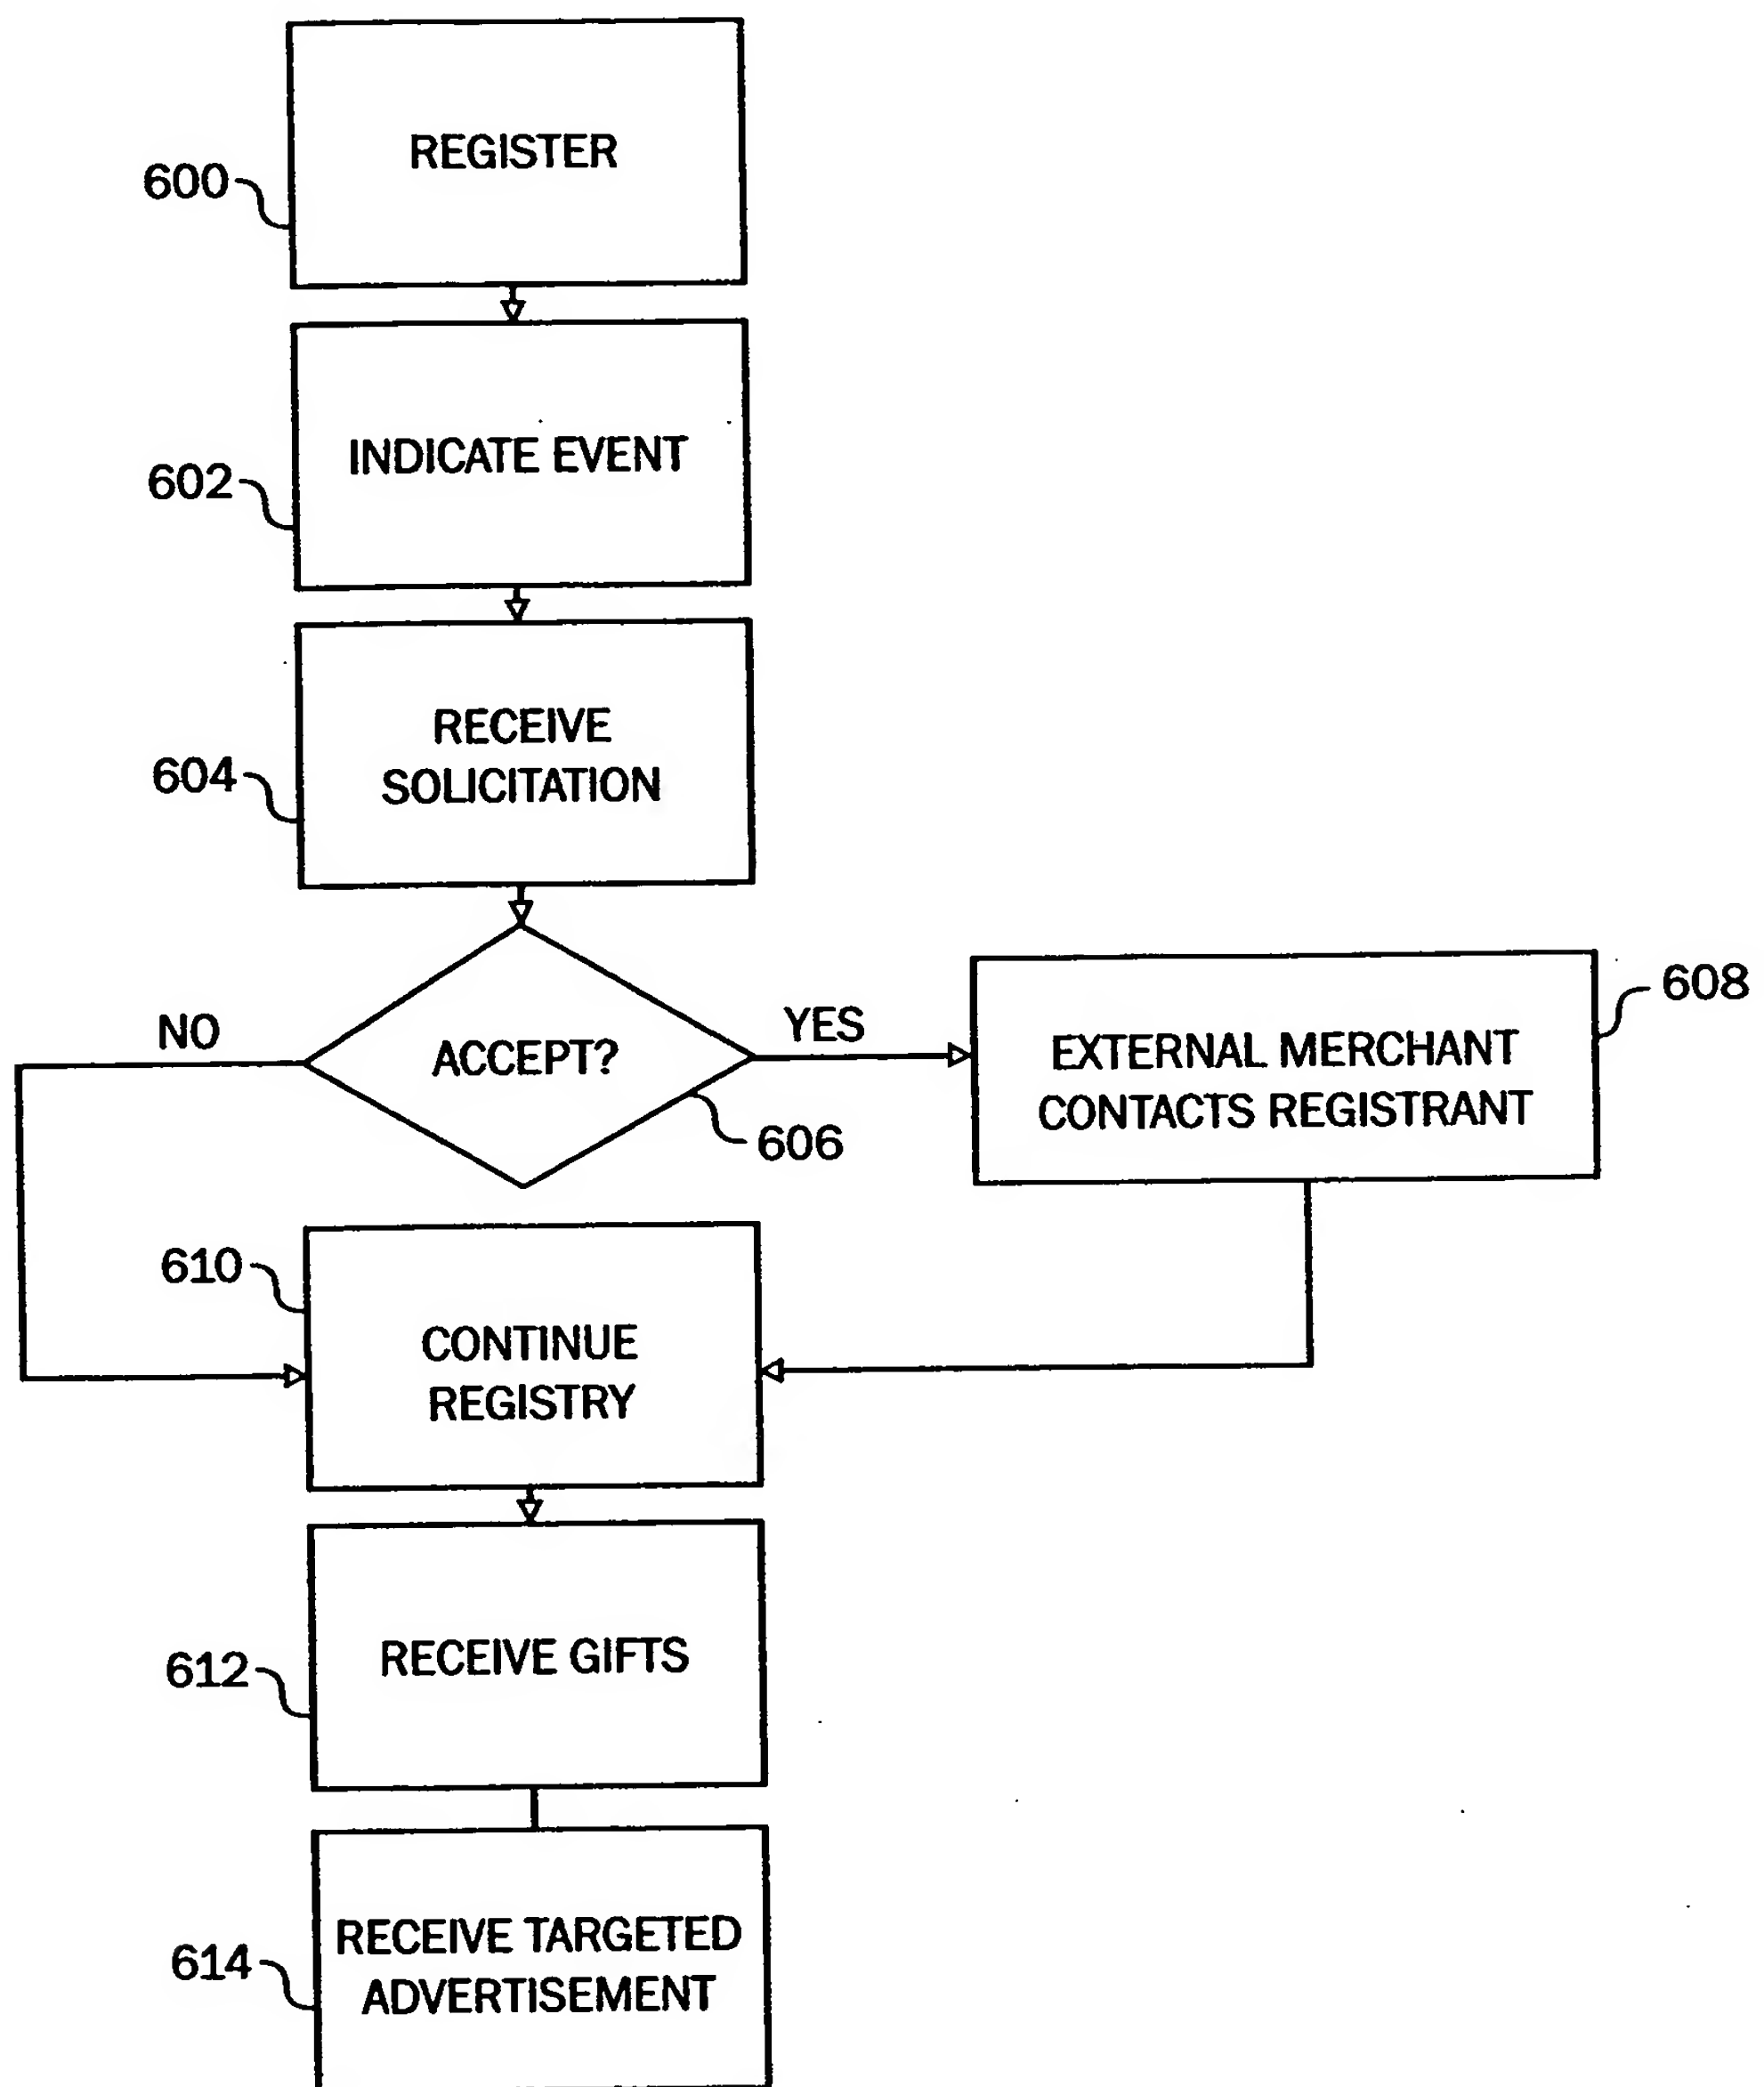 REGISTER
600
INDICATE EVENT
602
RECEIVE
SOLICITATION
604
NO
ACCEPT?
YES
606
EXTERNAL MERCHANT
CONTACTS REGISTRANT
608
610
CONTINUE
REGISTRY
RECEIVE GIFTS
612
RECEIVE TARGETED
ADVERTISEMENT
614